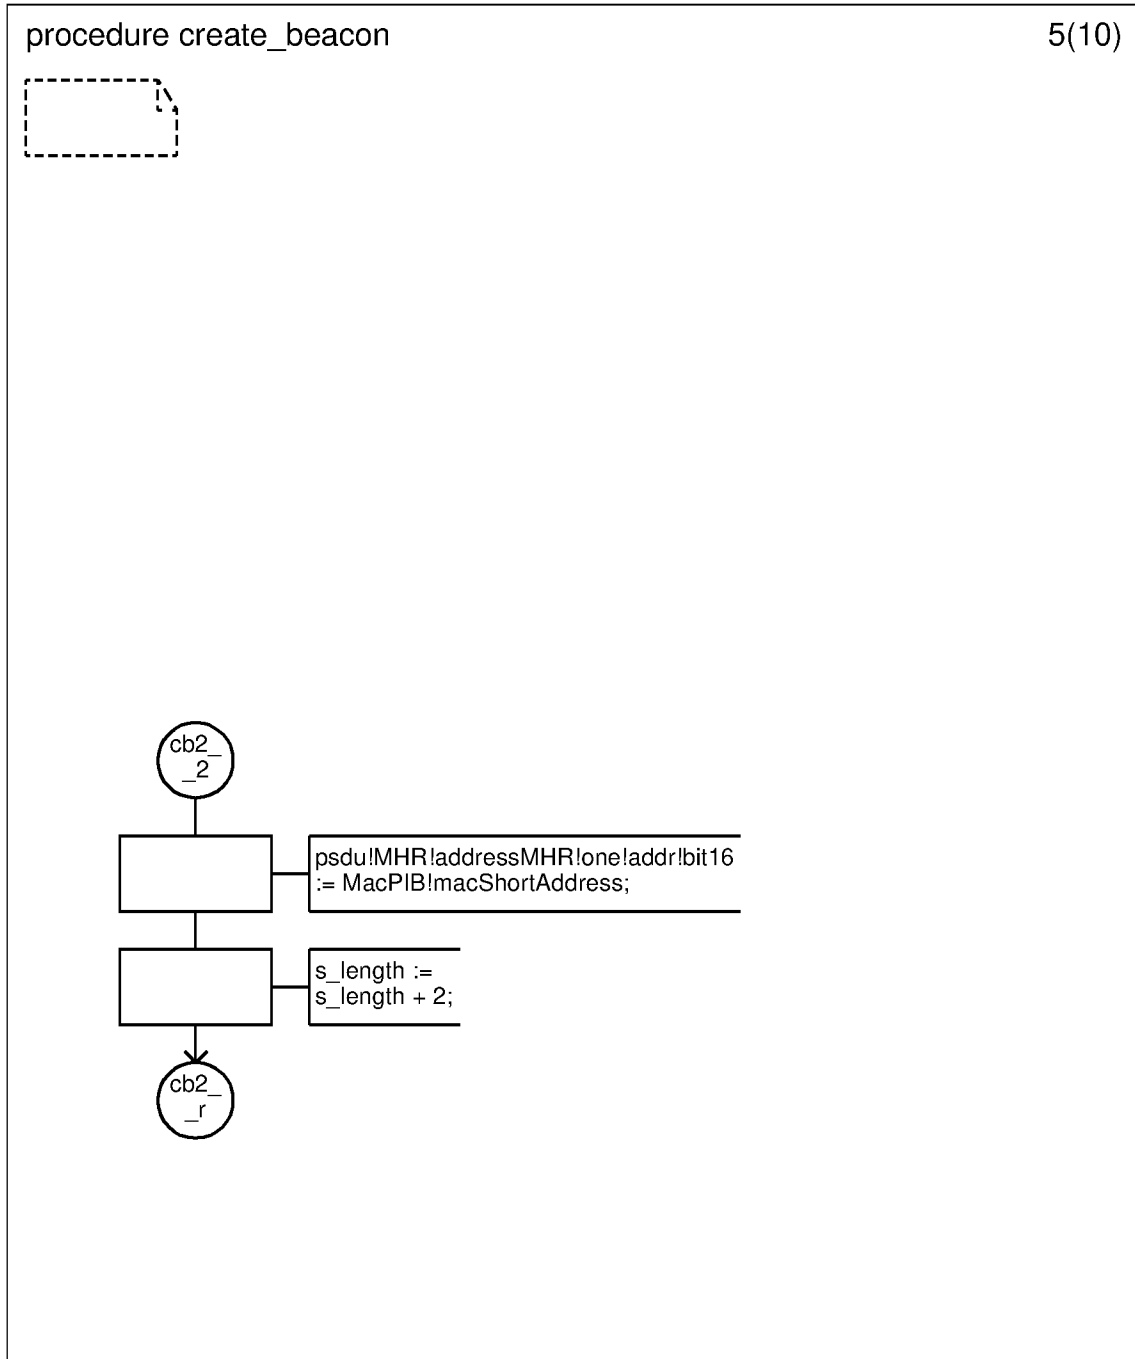 procedure create_beacon
5(10)
cb2_
_2
psdu!MHR!addressMHR!one!addr!bit16
:= MacPIB!macShortAddress;
s_length :=
s_length + 2;
cb2_
_r